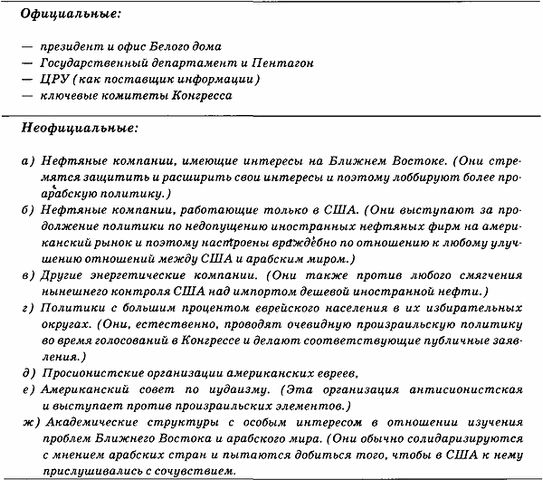 Официальные:
— президент и офис Белого дома
— Государственный департамент и Пентагон
— ЦРУ (как поставщик информации)
— ключевые комитеты Конгресса
Неофициальные:
а) Нефтяные компании, имеющие интересы на Ближнем Востоке. (Они стре-
мятся защитить и расширить свои интересы и поэтому лоббируют более про-
арабскую политику.)
б) Нефтяные компании, работающие только в США. (Они выступают за про-
должение политики по недопущению иностранных нефтяных фирм на амери-
канский рынок и поэтому настроены враждебно по отношению к любому улуч-
шению отношений между США и арабским миром.)
в) Другие энергетические компании. (Они также против любого смягчения
нынешнего контроля США над импортом дешевой иностранной нефти.)
г) Политики с большим процентом еврейского населения в их избирательных
округах. (Они, естественно, проводят очевидную произраильскую политику
во время голосований в Конгрессе и делают соответствующие публичные заяв-
ления.)
д) Просионистские организации американских евреев,
е) Американский совет по иудаизму. (Эта организация антисионистская
и выступает против произраильских элементов.)
ж) Академические структуры с особым интересом в отношении изучения
проблем Ближнего Востока и арабского мира. (Они обычно солидаризируются
с мнением арабских стран и пытаются добиться того, чтобы в США к нему
прислушивались с сочувствием.